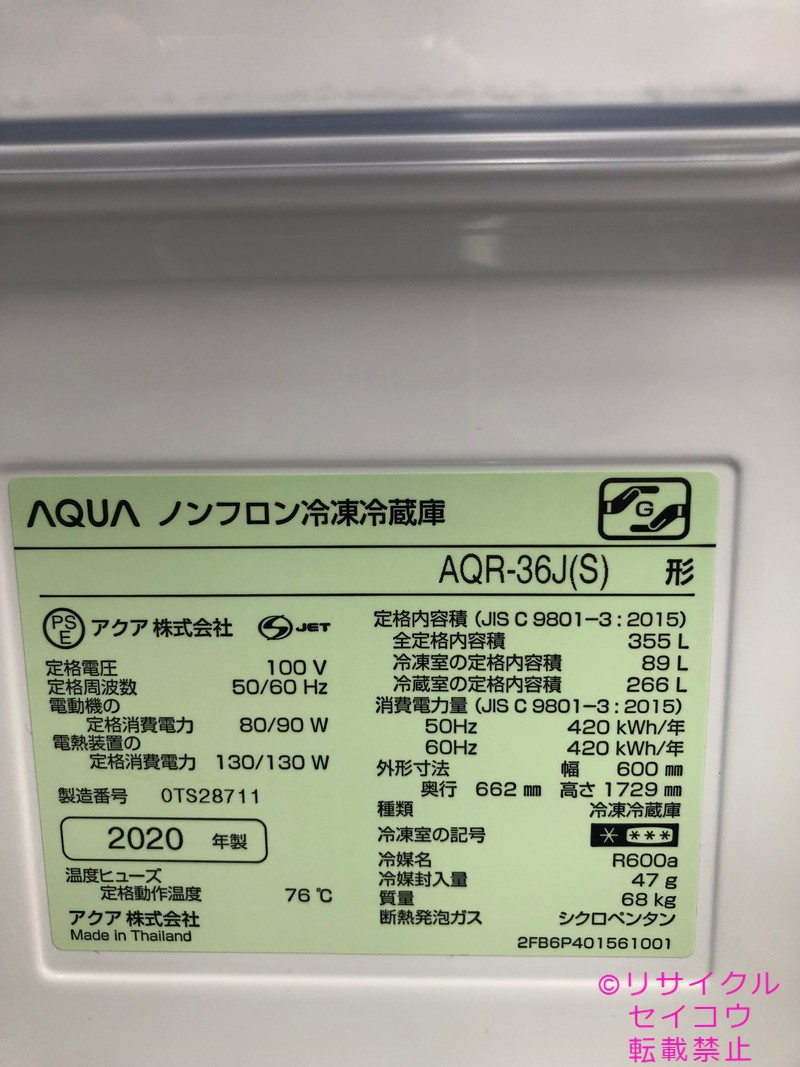 AQUA ノンフロン冷凍冷蔵庫
G
AQR-36J(S) 形
PS
E
アクア 株式会社 S JET
定格電圧 100 V
定格周波数 50/60 Hz
電動機の
定格消費電力 80/90 W
電熱装置の
定格消費電力 130/130 W
製造番号 0TS28711
2020 年製
温度ヒューズ
定格動作温度 76 ℃
アクア 株式会社
Made in Thailand
定格内容積 (JIS C 9801-3 : 2015)
全定格内容積 355 L
冷凍室の定格内容積 89 L
冷蔵室の定格内容積 266 L
消費電力量 (JIS C 9801-3 : 2015)
50Hz 420 kWh/年
60Hz 420 kWh/年
外形寸法 幅 600 ㎜
奥行 662 ㎜ 高さ 1729 ㎜
種類 冷凍冷蔵庫
冷凍室の記号 * ***
冷媒名 R600a
冷媒封入量 47 g
質量 68 kg
断熱発泡ガス シクロペンタン
2FB6P401561001
©リサイクル
セイコウ
転載禁止